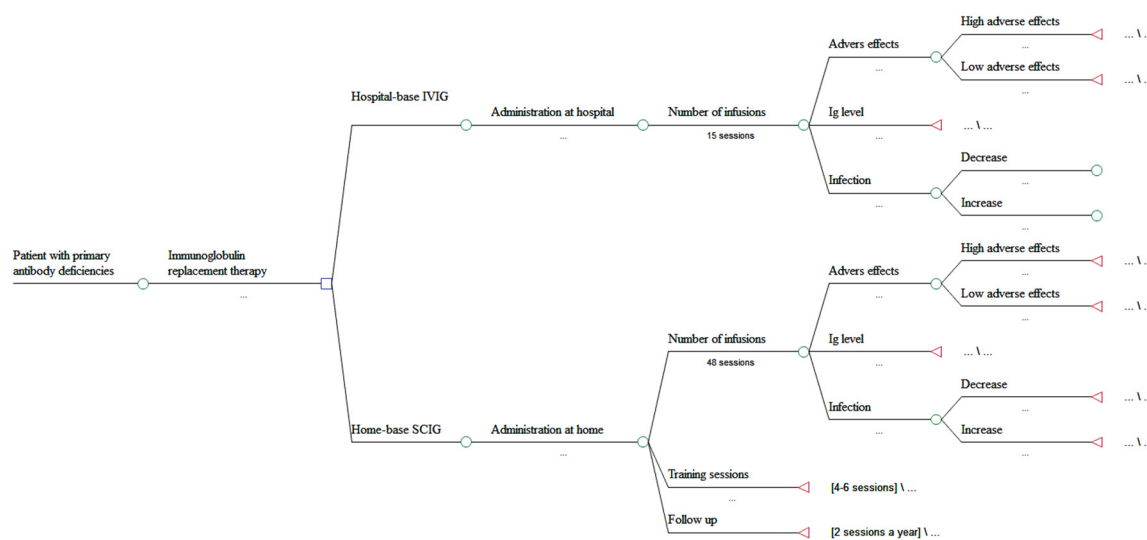 High adverse effects
...
... \ ..
Advers effects
...
Low adverse effects
...
... \ ..
Hospital-base IVIG
Administration at hospital
...
Number of infusions
15 sessions
Ig level
...
... \ ...
Infection
...
Decrease
...
Increase
...
Patient with primary
antibody deficiencies
Immunoglobulin
replacement therapy
...
High adverse effects
...
... \ ..
Advers effects
...
Low adverse effects
...
... \ ..
Number of infusions
48 sessions
Ig level
...
... \ ...
Infection
...
Decrease
...
... \ ..
Increase
...
... \ ..
Home-base SCIG
Administration at home
...
Training sessions
...
[4-6 sessions] \ ...
Follow up
[2 sessions a year] \ ...